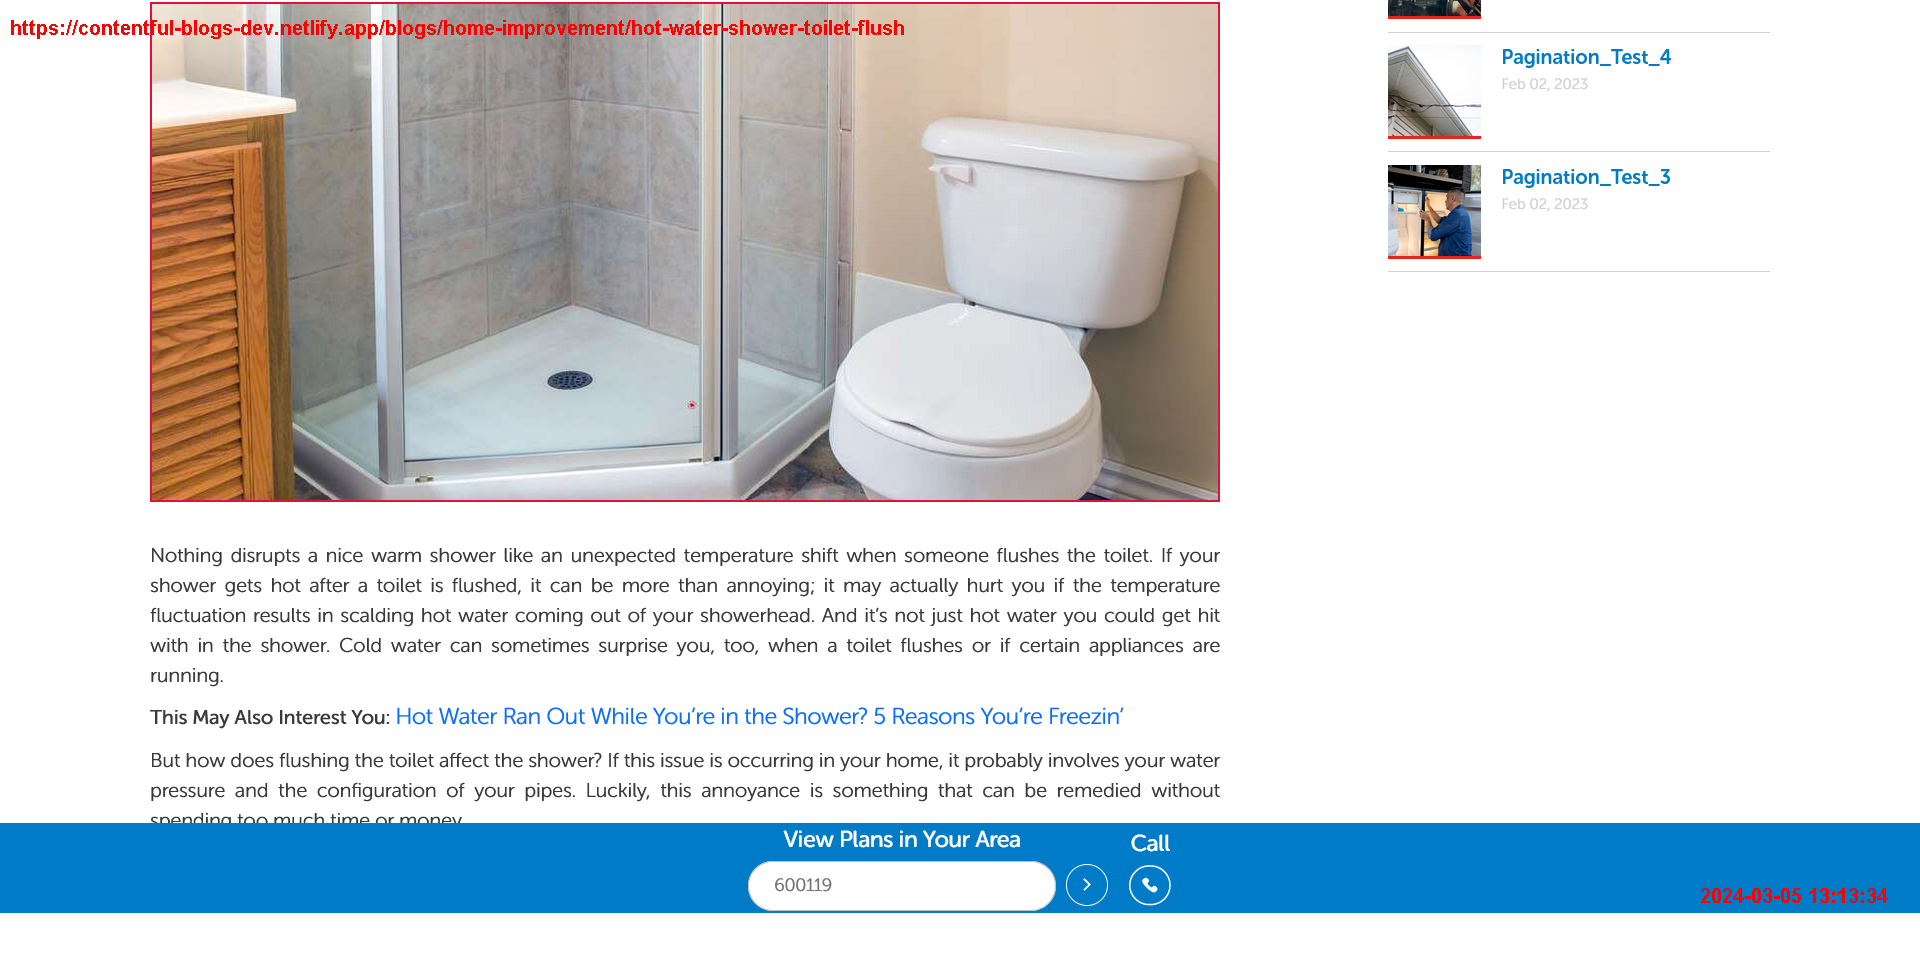 https://contentful-blogs-dev.netlify.app/blogs/home-improvement/hot-water-shower-toilet-flush
Pagination_Test_4
Feb 02, 2023
Pagination_Test_3
Feb 02, 2023
Nothing disrupts a nice warm shower like an unexpected temperature shift when someone flushes the toilet. If your
shower gets hot after a toilet is flushed, it can be more than annoying; it may actually hurt you if the temperature
fluctuation results in scalding hot water coming out of your showerhead. And it’s not just hot water you could get hit
with in the shower. Cold water can sometimes surprise you, too, when a toilet flushes or if certain appliances are
running.
This May Also Interest You: Hot Water Ran Out While You’re in the Shower? 5 Reasons You’re Freezin’
But how does flushing the toilet affect the shower? If this issue is occurring in your home, it probably involves your water
pressure and the configuration of your pipes. Luckily, this annoyance is something that can be remedied without
spending too much time or money.
View Plans in Your Area
Call
600119
2024-03-05 13:13:34